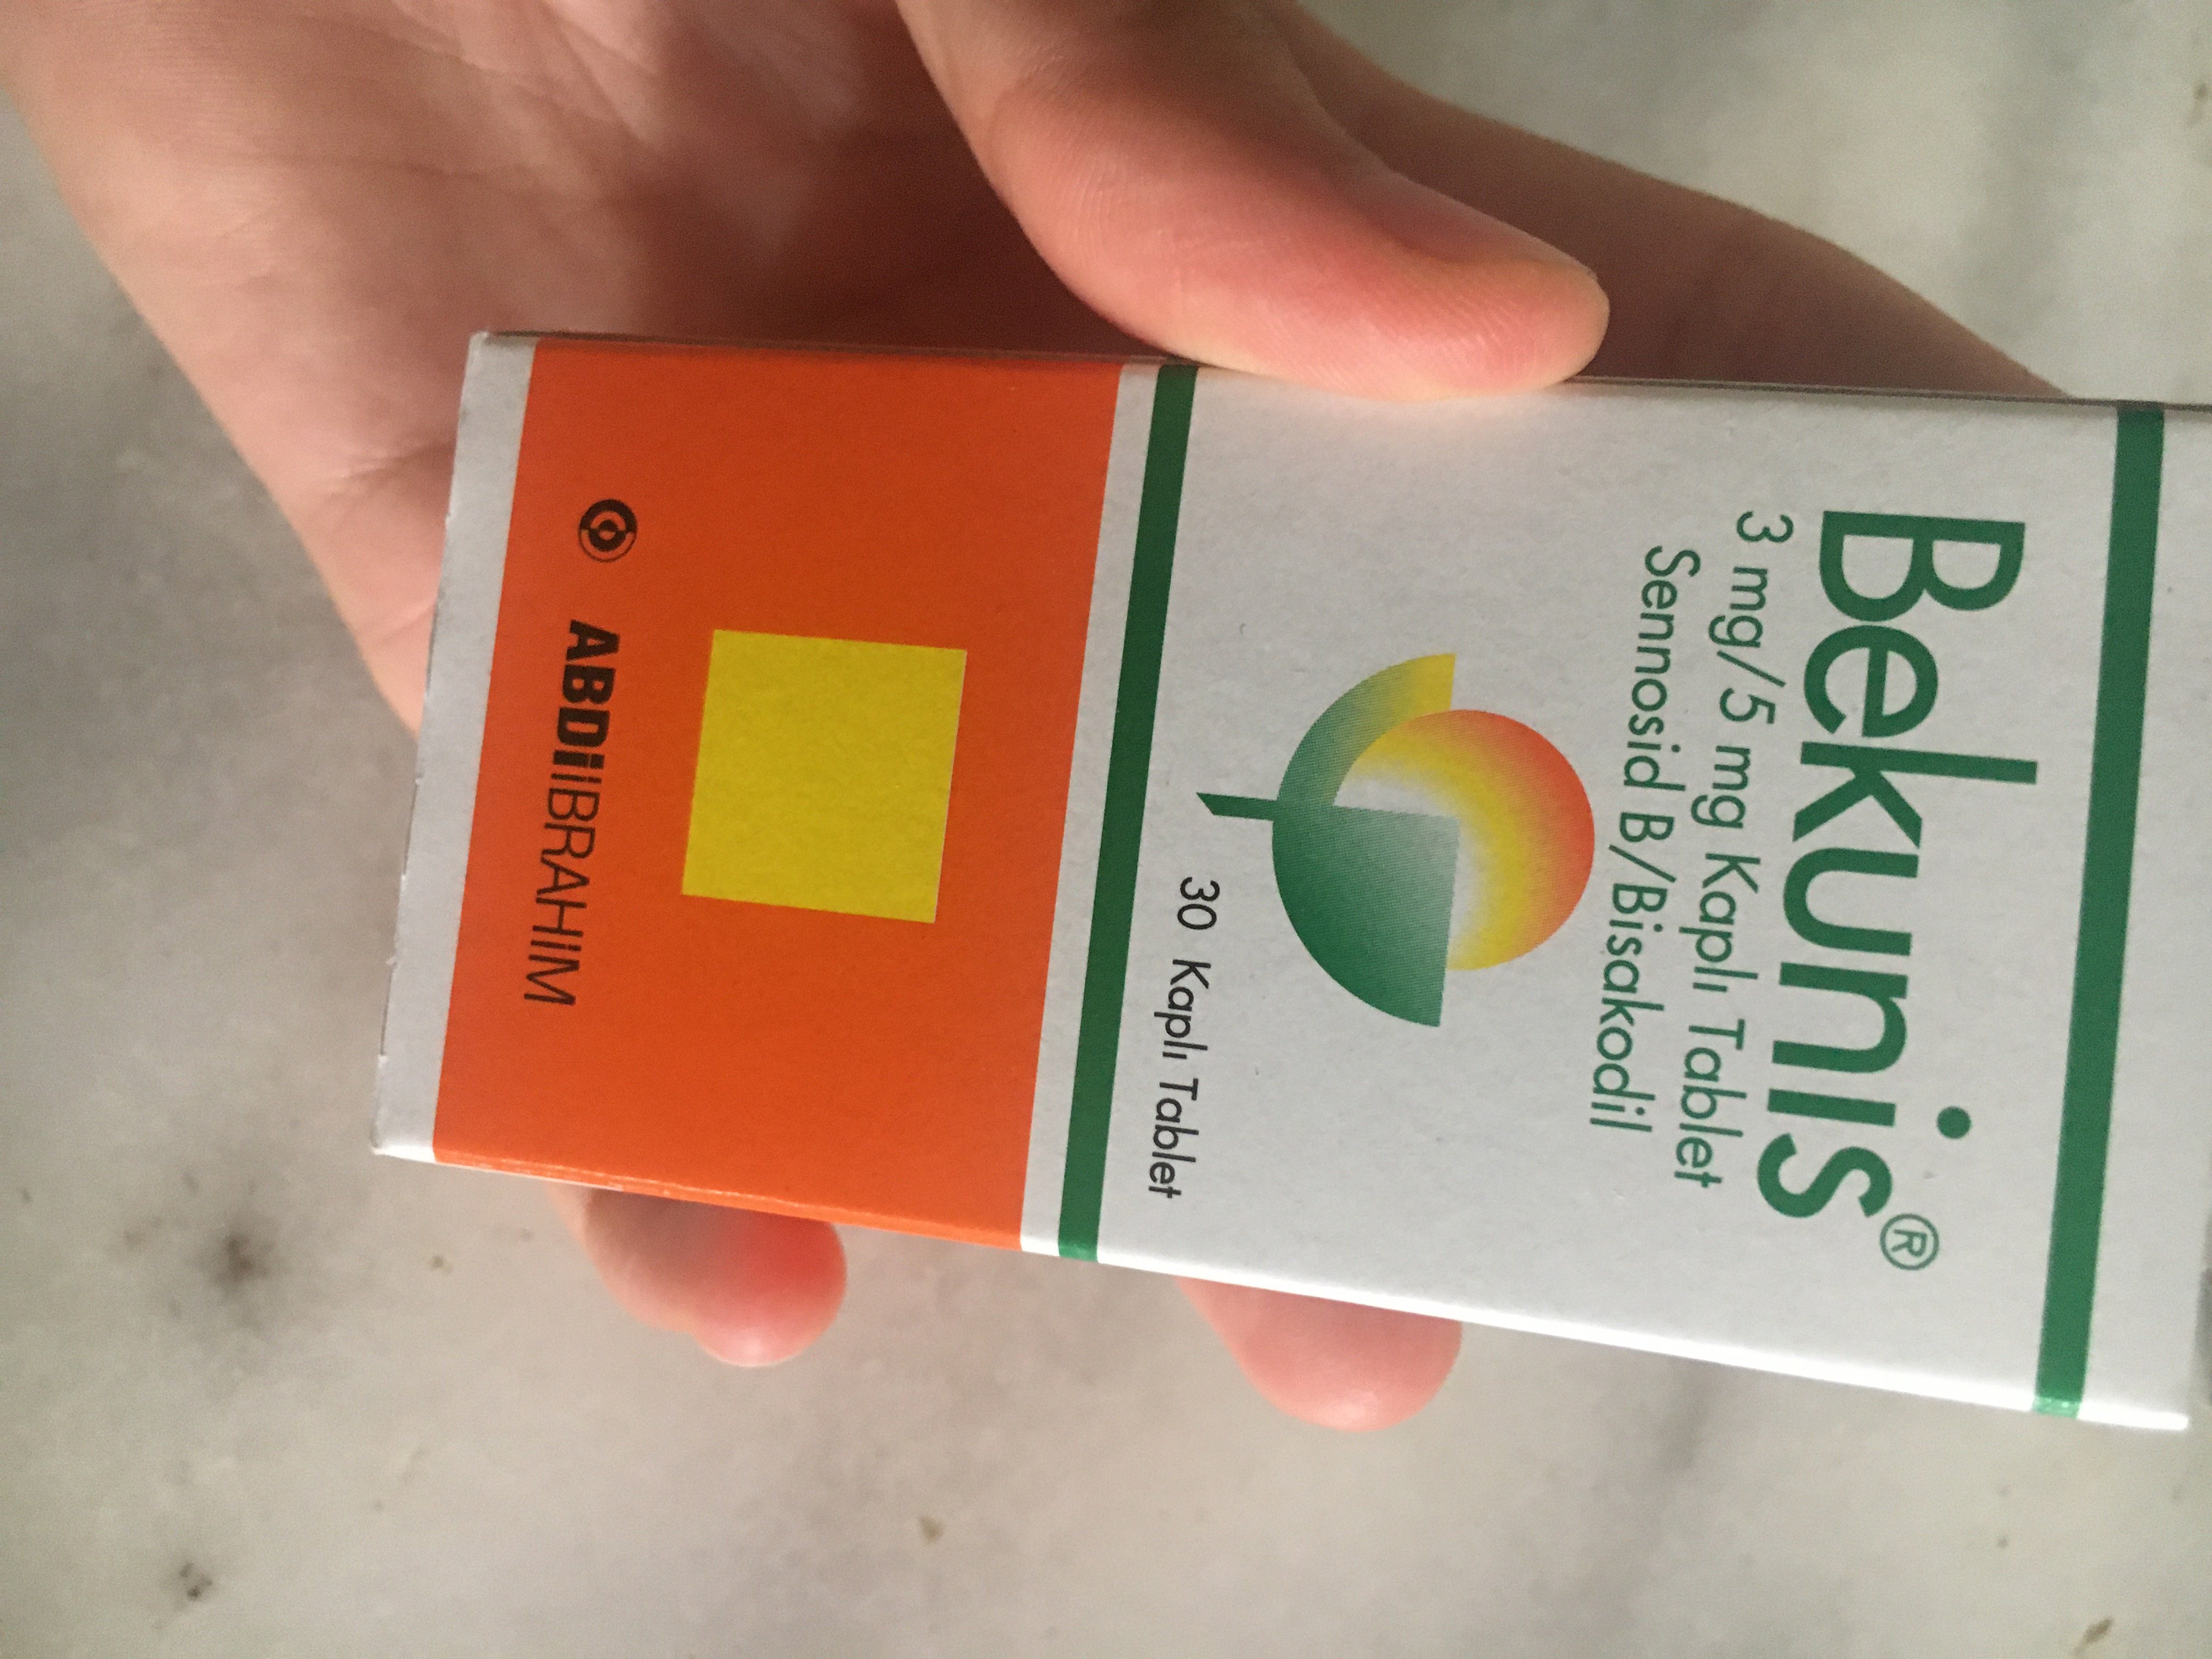 Bekunis®
3 mg/5 mg Kaplı Tablet
Sennosid B/Bisakodil
30 Kaplı Tablet
ABDİİBRAHİM